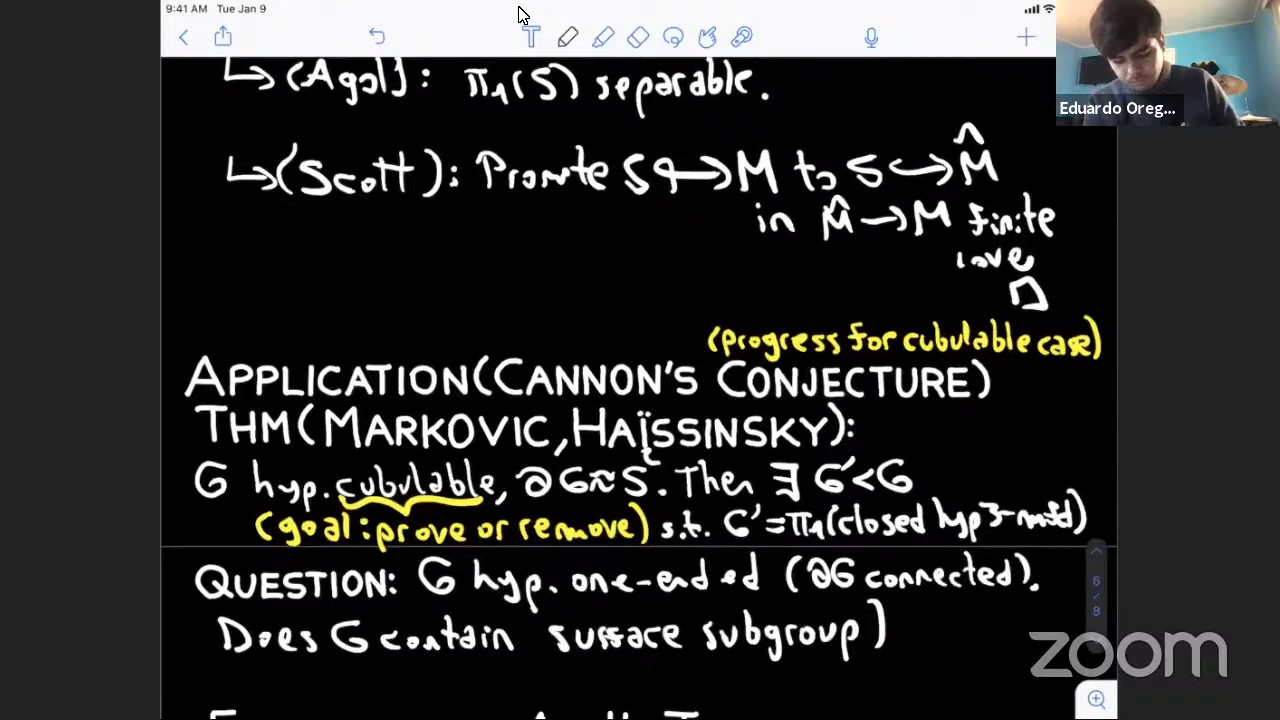 9:41 AM Tue Jan 9
↳ (Agol): π₁(S) separable.
↳ (Scott): Promote S ↬ M to S ↪ M̂
in M̂ → M finite
cover
□
(progress for cubulable case)
APPLICATION (CANNON'S CONJECTURE)
THM (MARKOVIC, HAÏSSINSKY):
G hyp. cubulable, ∂G≈S². Then ∃ G'<G
(goal: prove or remove) s.t. G'=π₁(closed hyp 3-mfd)
QUESTION: G hyp. one-ended (∂G connected).
Does G contain surface subgroup)
6
/
9
Eduardo Oreg...
zoom